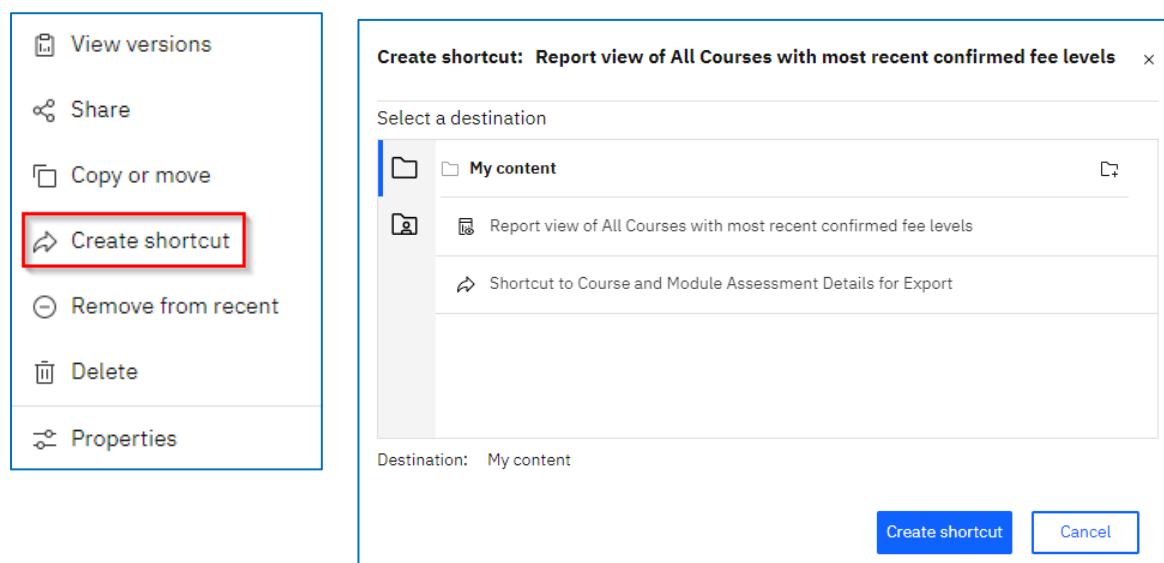 View versions
Share
Copy or move
Create shortcut
Remove from recent
Delete
Properties
Create shortcut: Report view of All Courses with most recent confirmed fee levels
Select a destination
My content
Report view of All Courses with most recent confirmed fee levels
Shortcut to Course and Module Assessment Details for Export
Destination: My content
Create shortcut Cancel